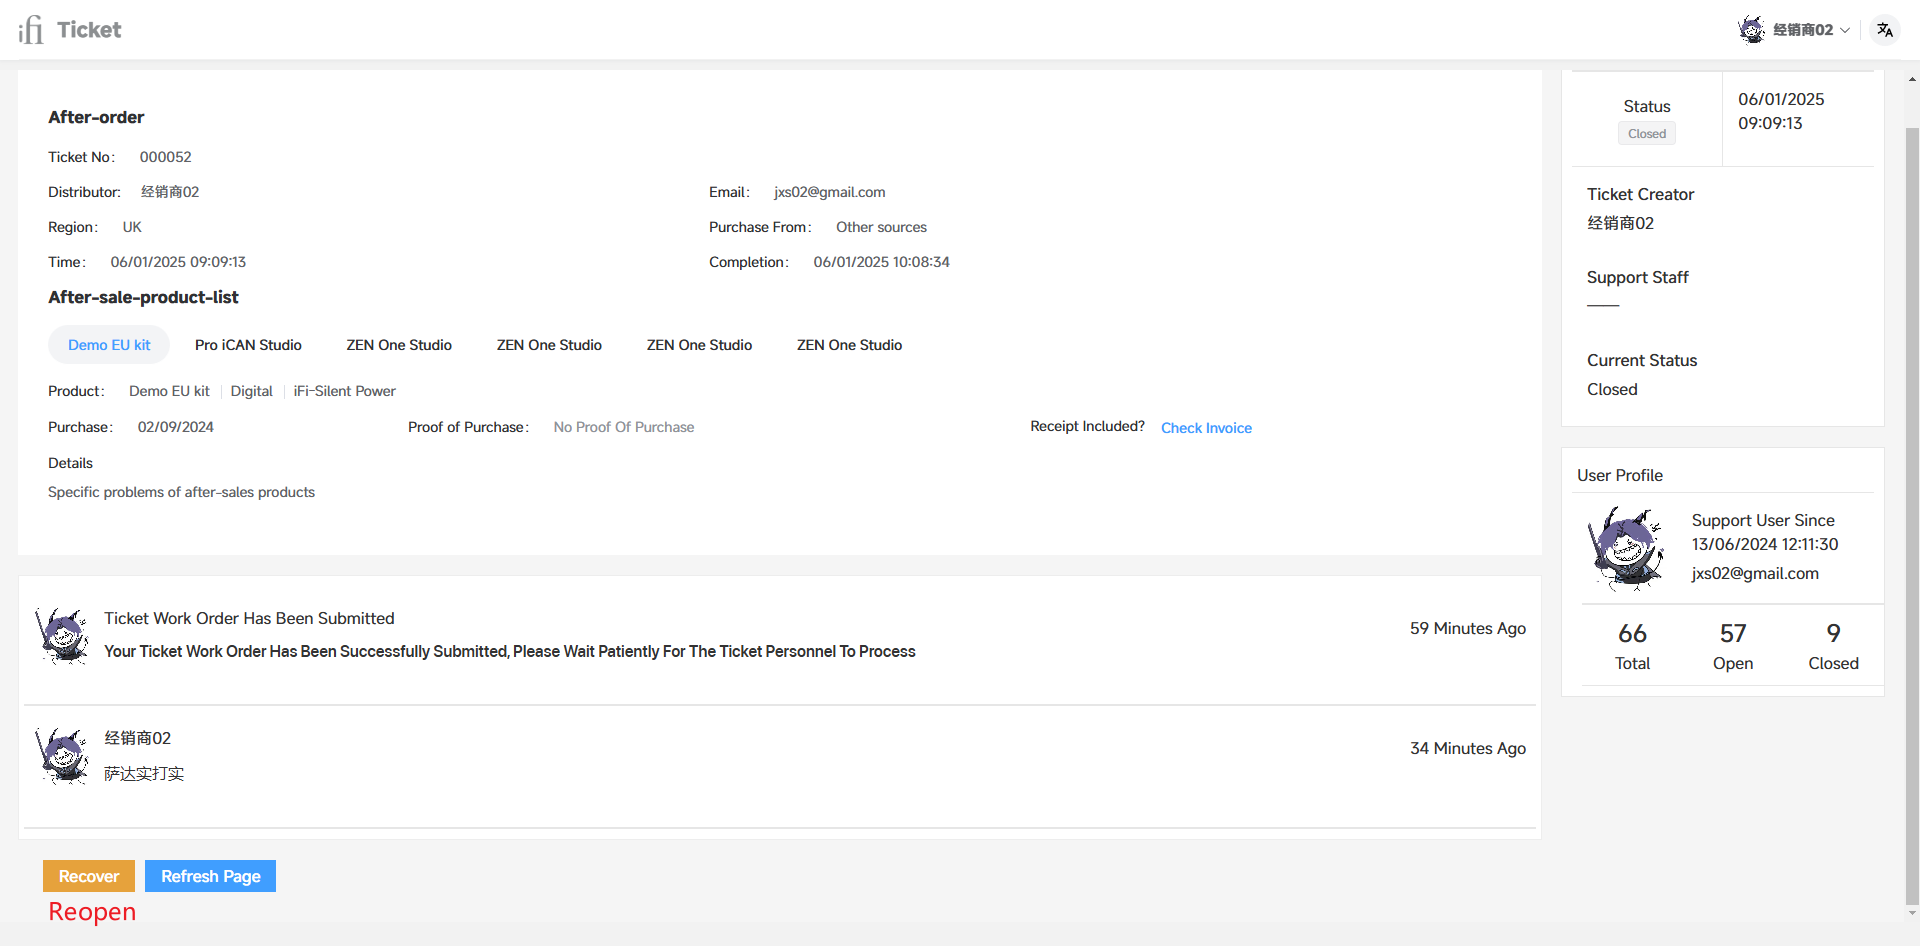 ifi Ticket
经销商02
After-order
Ticket No: 000052
Distributor: 经销商02 Email: jxs02@gmail.com
Region: UK Purchase From: Other sources
Time: 06/01/2025 09:09:13 Completion: 06/01/2025 10:08:34
After-sale-product-list
Demo EU kit Pro iCAN Studio ZEN One Studio ZEN One Studio ZEN One Studio ZEN One Studio
Product: Demo EU kit Digital iFi-Silent Power
Purchase: 02/09/2024 Proof of Purchase: No Proof Of Purchase Receipt Included? Check Invoice
Details
Specific problems of after-sales products
Ticket Work Order Has Been Submitted
Your Ticket Work Order Has Been Successfully Submitted, Please Wait Patiently For The Ticket Personnel To Process
59 Minutes Ago
经销商02
萨达实打实
34 Minutes Ago
Recover Refresh Page
Reopen
Status
Closed
06/01/2025
09:09:13
Ticket Creator
经销商02
Support Staff
——
Current Status
Closed
User Profile
Support User Since
13/06/2024 12:11:30
jxs02@gmail.com
66 57 9
Total Open Closed